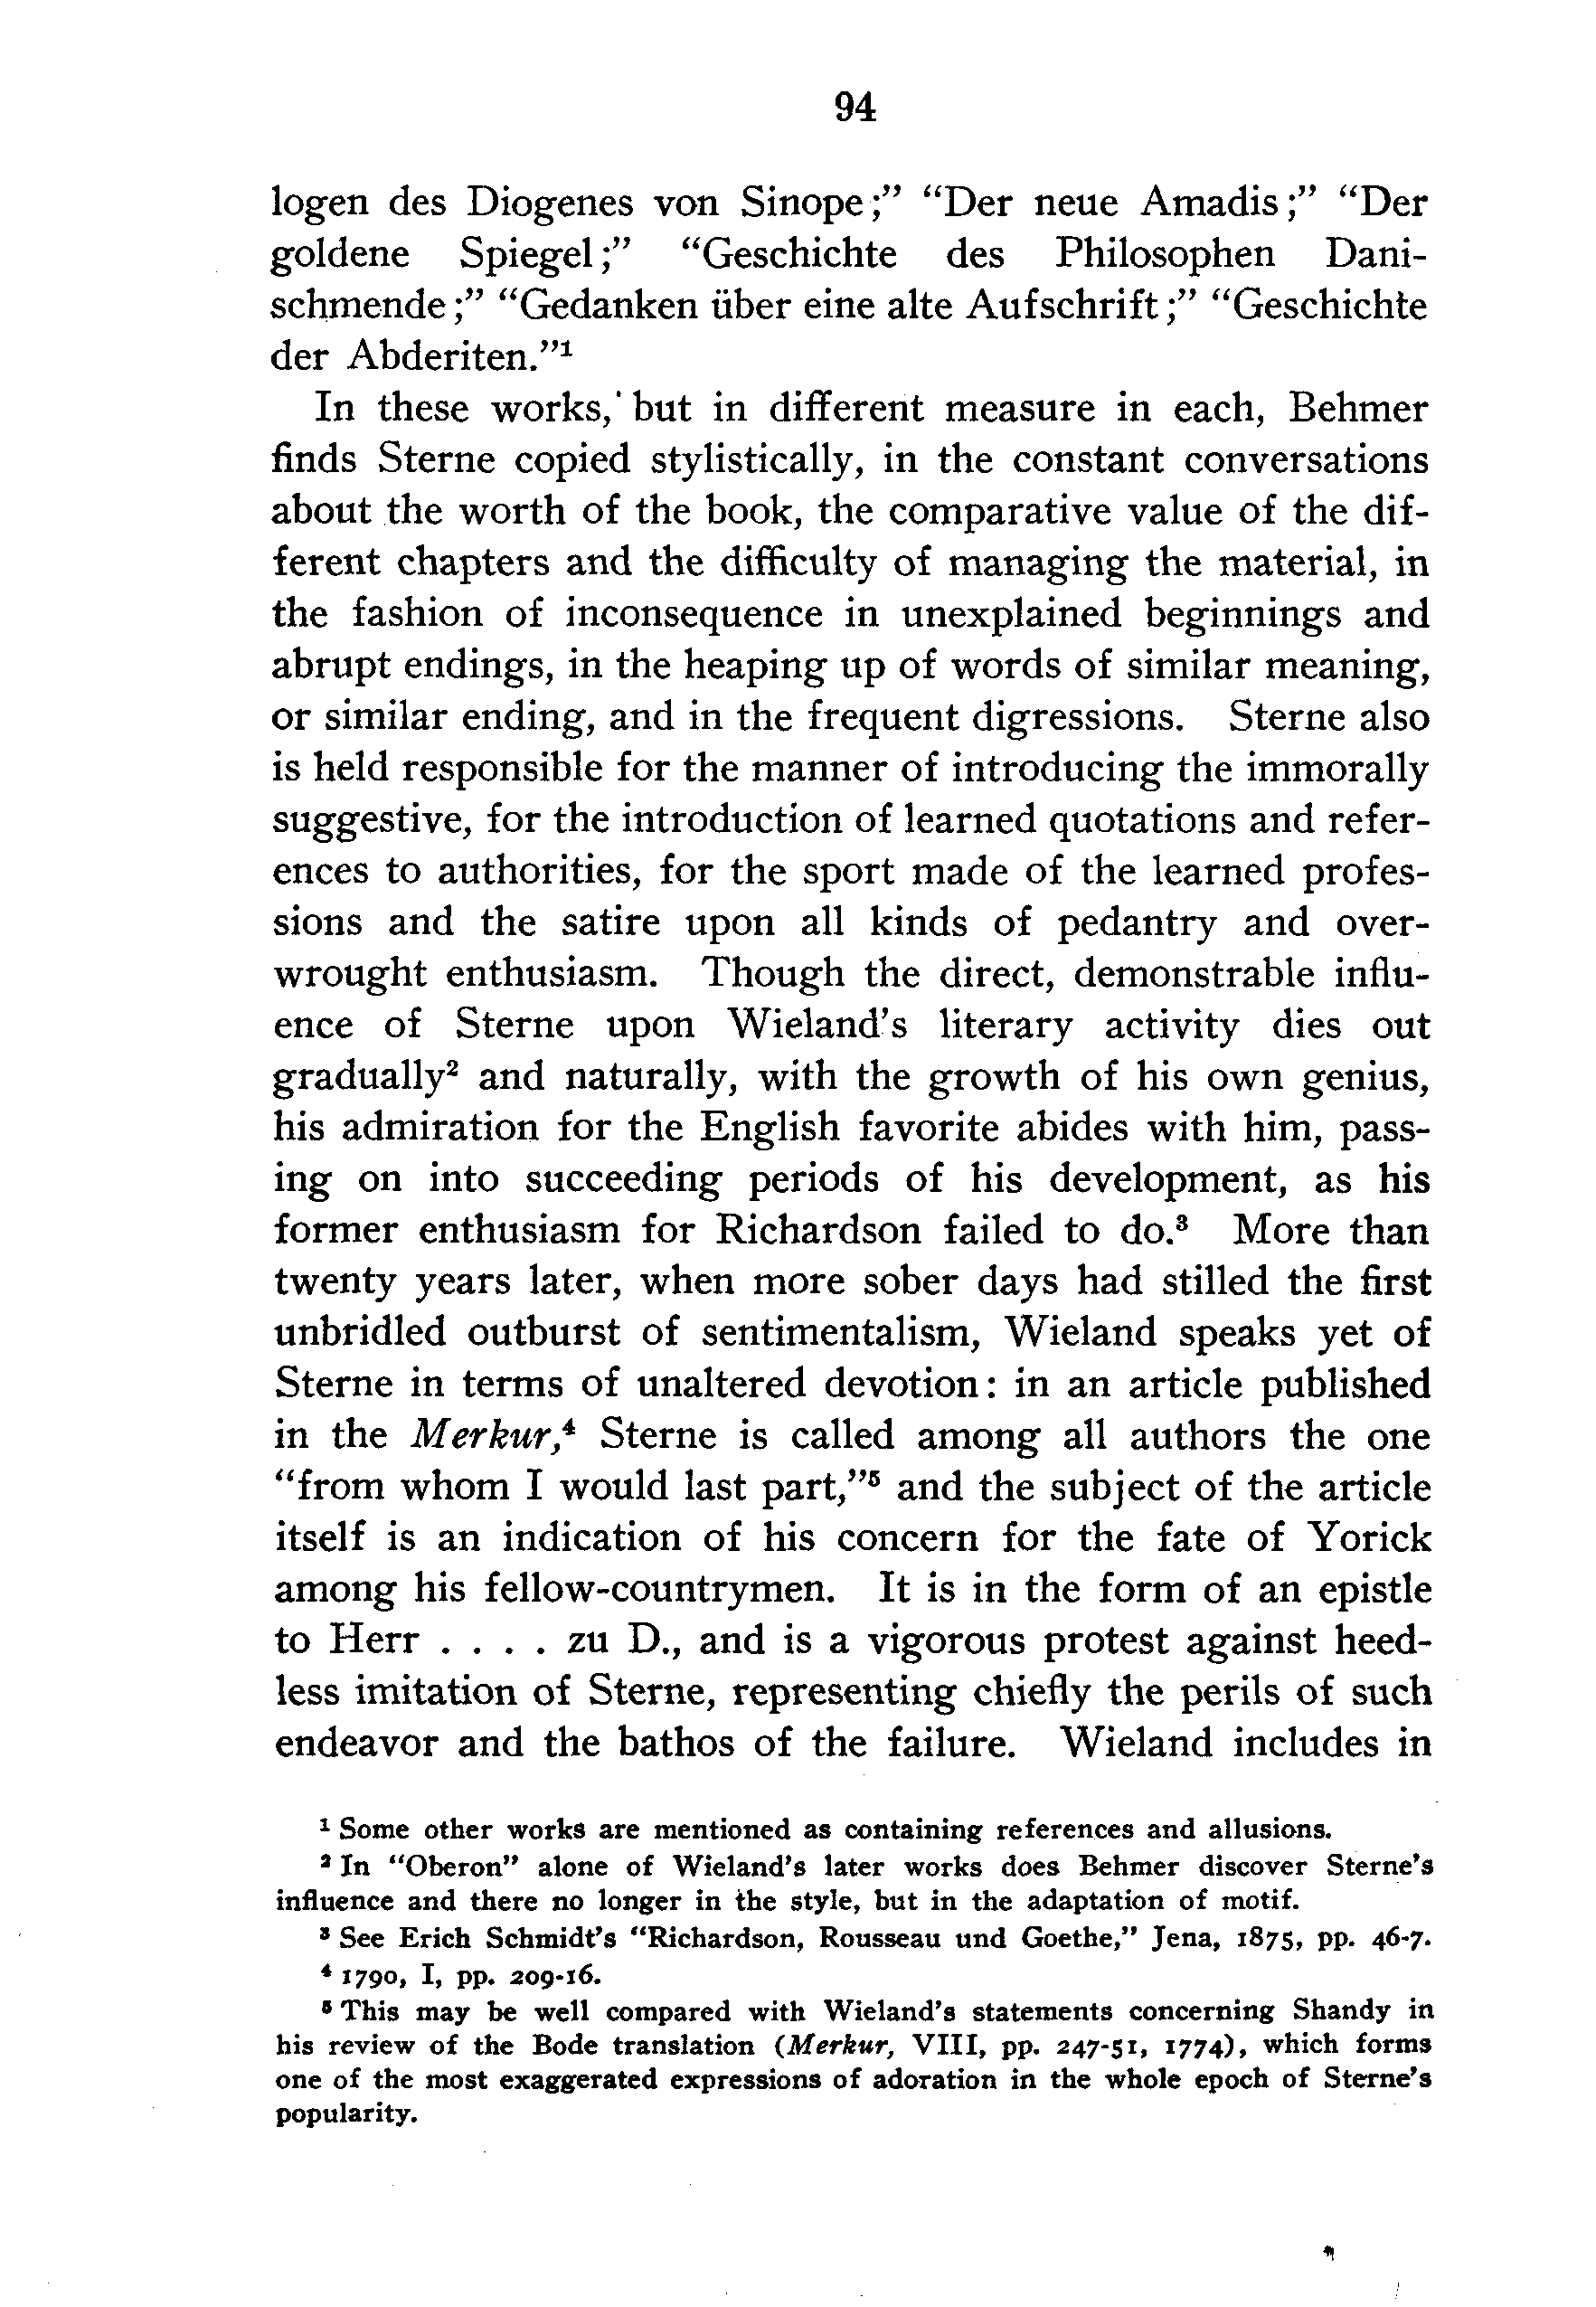 94
logen des Diogenes von Sinope;” “Der neue Amadis;” “Der
goldene Spiegel;” “Geschichte des Philosophen Dani-
schmende;” “Gedanken über eine alte Aufschrift;” “Geschichte
der Abderiten.”¹
In these works, but in different measure in each, Behmer
finds Sterne copied stylistically, in the constant conversations
about the worth of the book, the comparative value of the dif-
ferent chapters and the difficulty of managing the material, in
the fashion of inconsequence in unexplained beginnings and
abrupt endings, in the heaping up of words of similar meaning,
or similar ending, and in the frequent digressions. Sterne also
is held responsible for the manner of introducing the immorally
suggestive, for the introduction of learned quotations and refer-
ences to authorities, for the sport made of the learned profes-
sions and the satire upon all kinds of pedantry and over-
wrought enthusiasm. Though the direct, demonstrable influ-
ence of Sterne upon Wieland’s literary activity dies out
gradually² and naturally, with the growth of his own genius,
his admiration for the English favorite abides with him, pass-
ing on into succeeding periods of his development, as his
former enthusiasm for Richardson failed to do.³ More than
twenty years later, when more sober days had stilled the first
unbridled outburst of sentimentalism, Wieland speaks yet of
Sterne in terms of unaltered devotion: in an article published
in the Merkur,⁴ Sterne is called among all authors the one
“from whom I would last part,”⁵ and the subject of the article
itself is an indication of his concern for the fate of Yorick
among his fellow-countrymen. It is in the form of an epistle
to Herr . . . . zu D., and is a vigorous protest against heed-
less imitation of Sterne, representing chiefly the perils of such
endeavor and the bathos of the failure. Wieland includes in
¹ Some other works are mentioned as containing references and allusions.
² In “Oberon” alone of Wieland’s later works does Behmer discover Sterne’s
influence and there no longer in the style, but in the adaptation of motif.
³ See Erich Schmidt’s “Richardson, Rousseau und Goethe,” Jena, 1875, pp. 46-7.
⁴ 1790, I, pp. 209-16.
⁵ This may be well compared with Wieland’s statements concerning Shandy in
his review of the Bode translation (Merkur, VIII, pp. 247-51, 1774), which forms
one of the most exaggerated expressions of adoration in the whole epoch of Sterne’s
popularity.